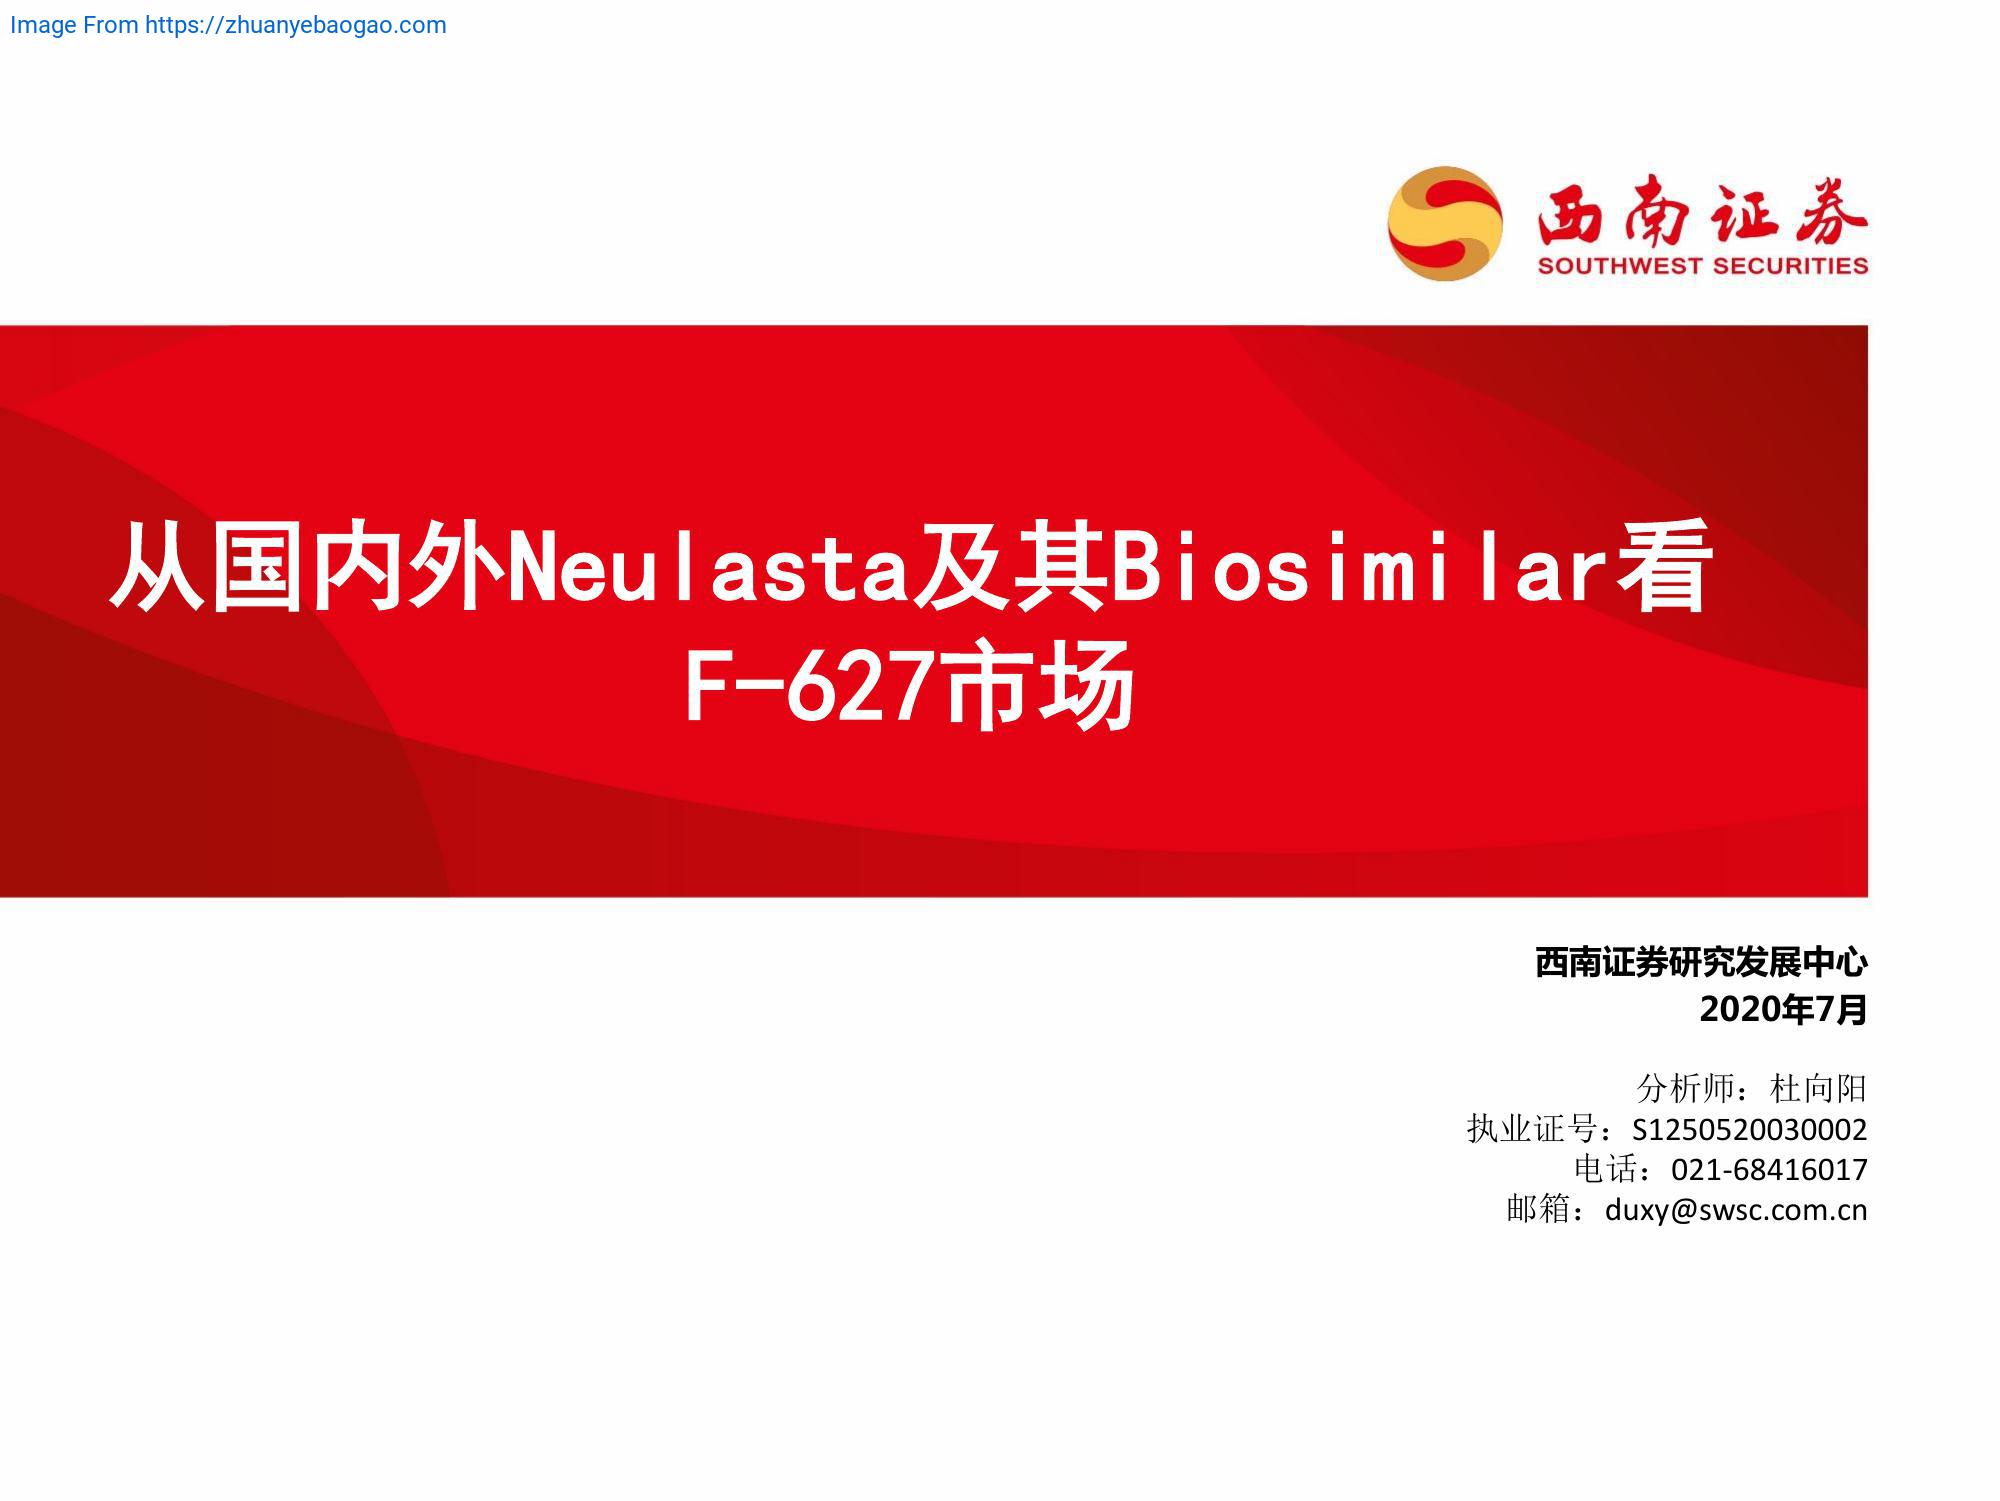 Image From https://zhuanyebaogao.com
西南证券
SOUTHWEST SECURITIES
从国内外Neulasta及其Biosimilar看
F-627市场
西南证券研究发展中心
2020年7月
分析师：杜向阳
执业证号：S1250520030002
电话：021-68416017
邮箱：duxy@swsc.com.cn